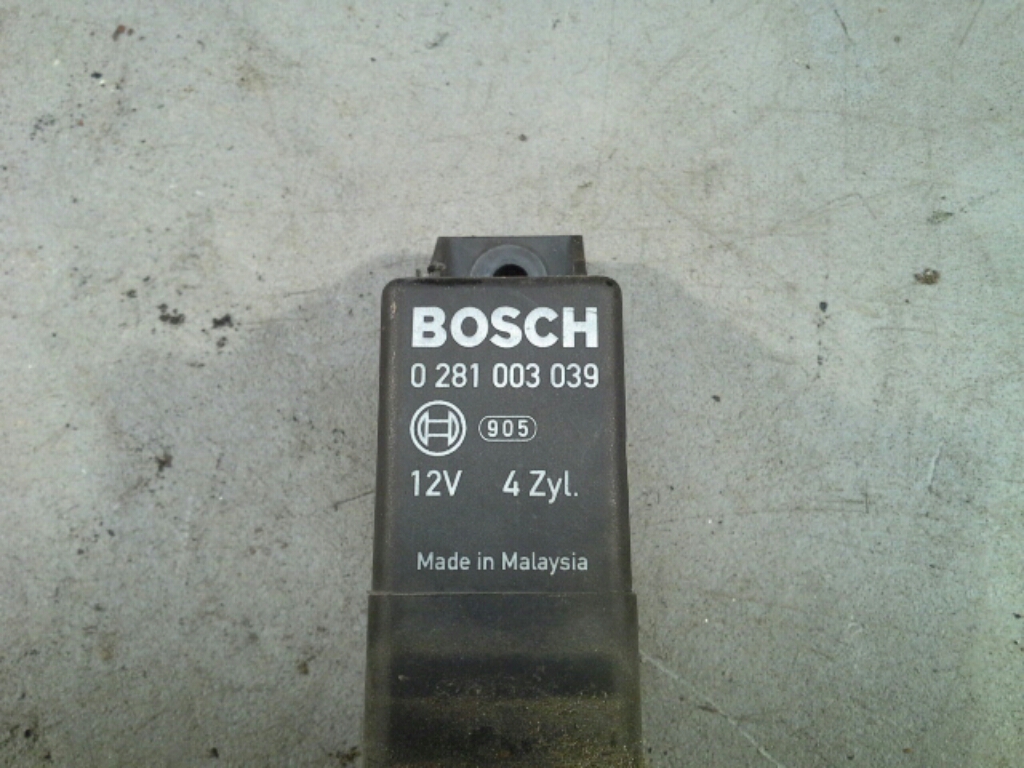 BOSCH
0 281 003 039
905
12V 4 Zyl.
Made in Malaysia